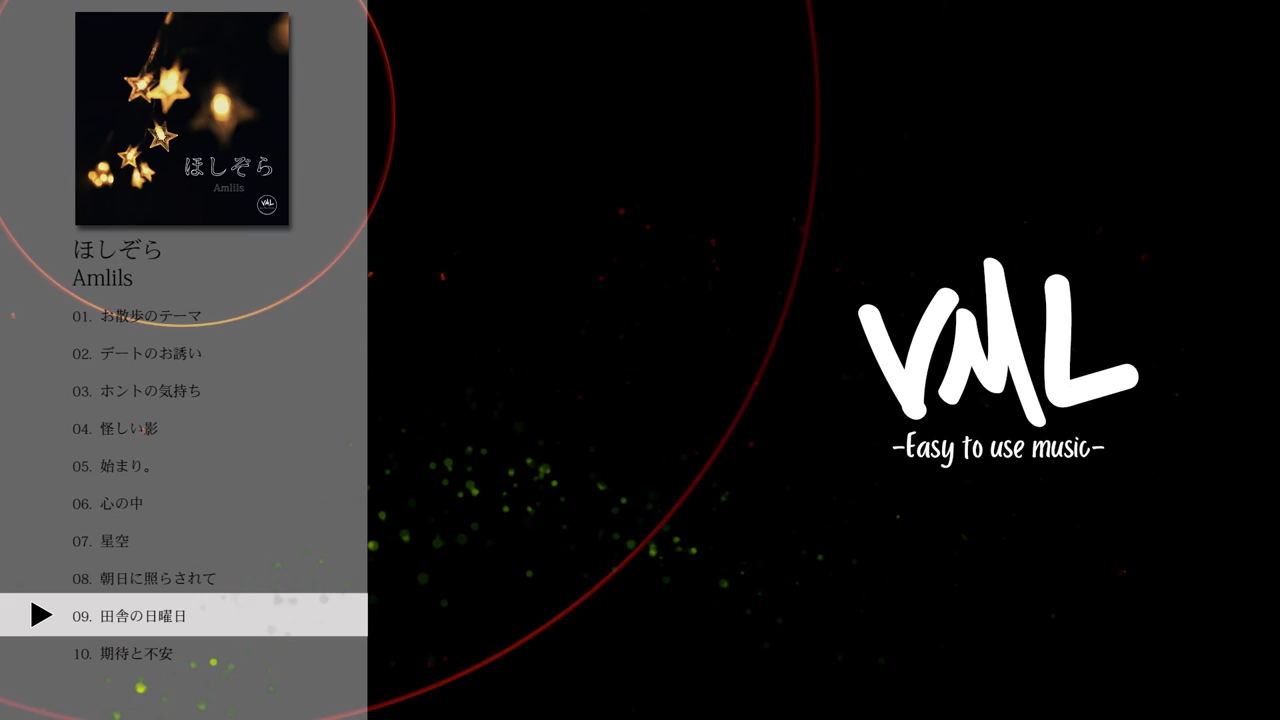 ほしぞら
Amlils
VML
ほしぞら
Amlils
01. お散歩のテーマ
02. デートのお誘い
03. ホントの気持ち
04. 怪しい影
05. 始まり。
06. 心の中
07. 星空
08. 朝日に照らされて
09. 田舎の日曜日
10. 期待と不安
VML
-Easy to use music-